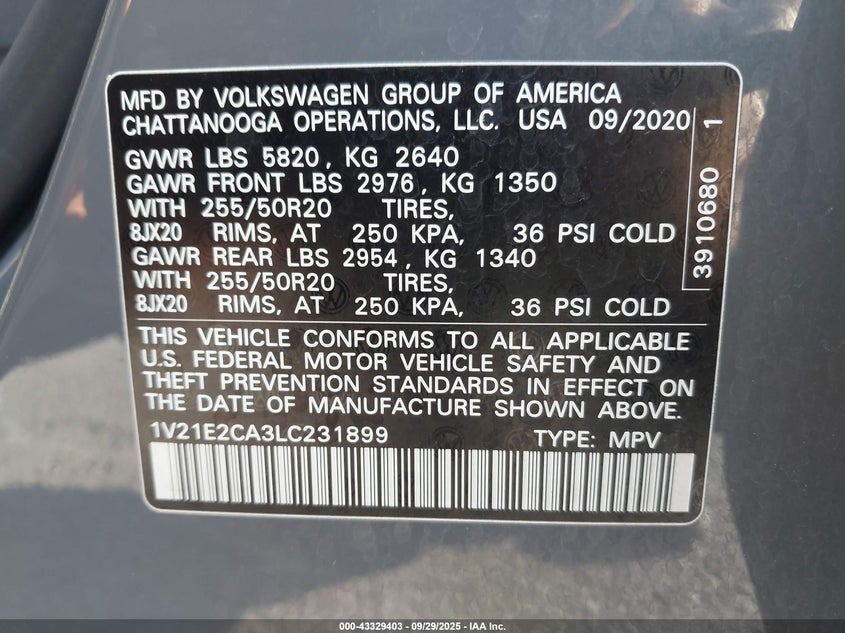 MFD BY VOLKSWAGEN GROUP OF AMERICA
CHATTANOOGA OPERATIONS, LLC. USA 09/2020
GVWR LBS 5820, KG 2640
GAWR FRONT LBS 2976, KG 1350
WITH 255/50R20 TIRES,
8JX20 RIMS, AT 250 KPA, 36 PSI COLD
GAWR REAR LBS 2954, KG 1340
WITH 255/50R20 TIRES,
8JX20 RIMS, AT 250 KPA, 36 PSI COLD
3910680 1
THIS VEHICLE CONFORMS TO ALL APPLICABLE
U.S. FEDERAL MOTOR VEHICLE SAFETY AND
THEFT PREVENTION STANDARDS IN EFFECT ON
THE DATE OF MANUFACTURE SHOWN ABOVE.
1V21E2CA3LC231899 TYPE: MPV
000-43329403 - 09/29/2025 - IAA Inc.